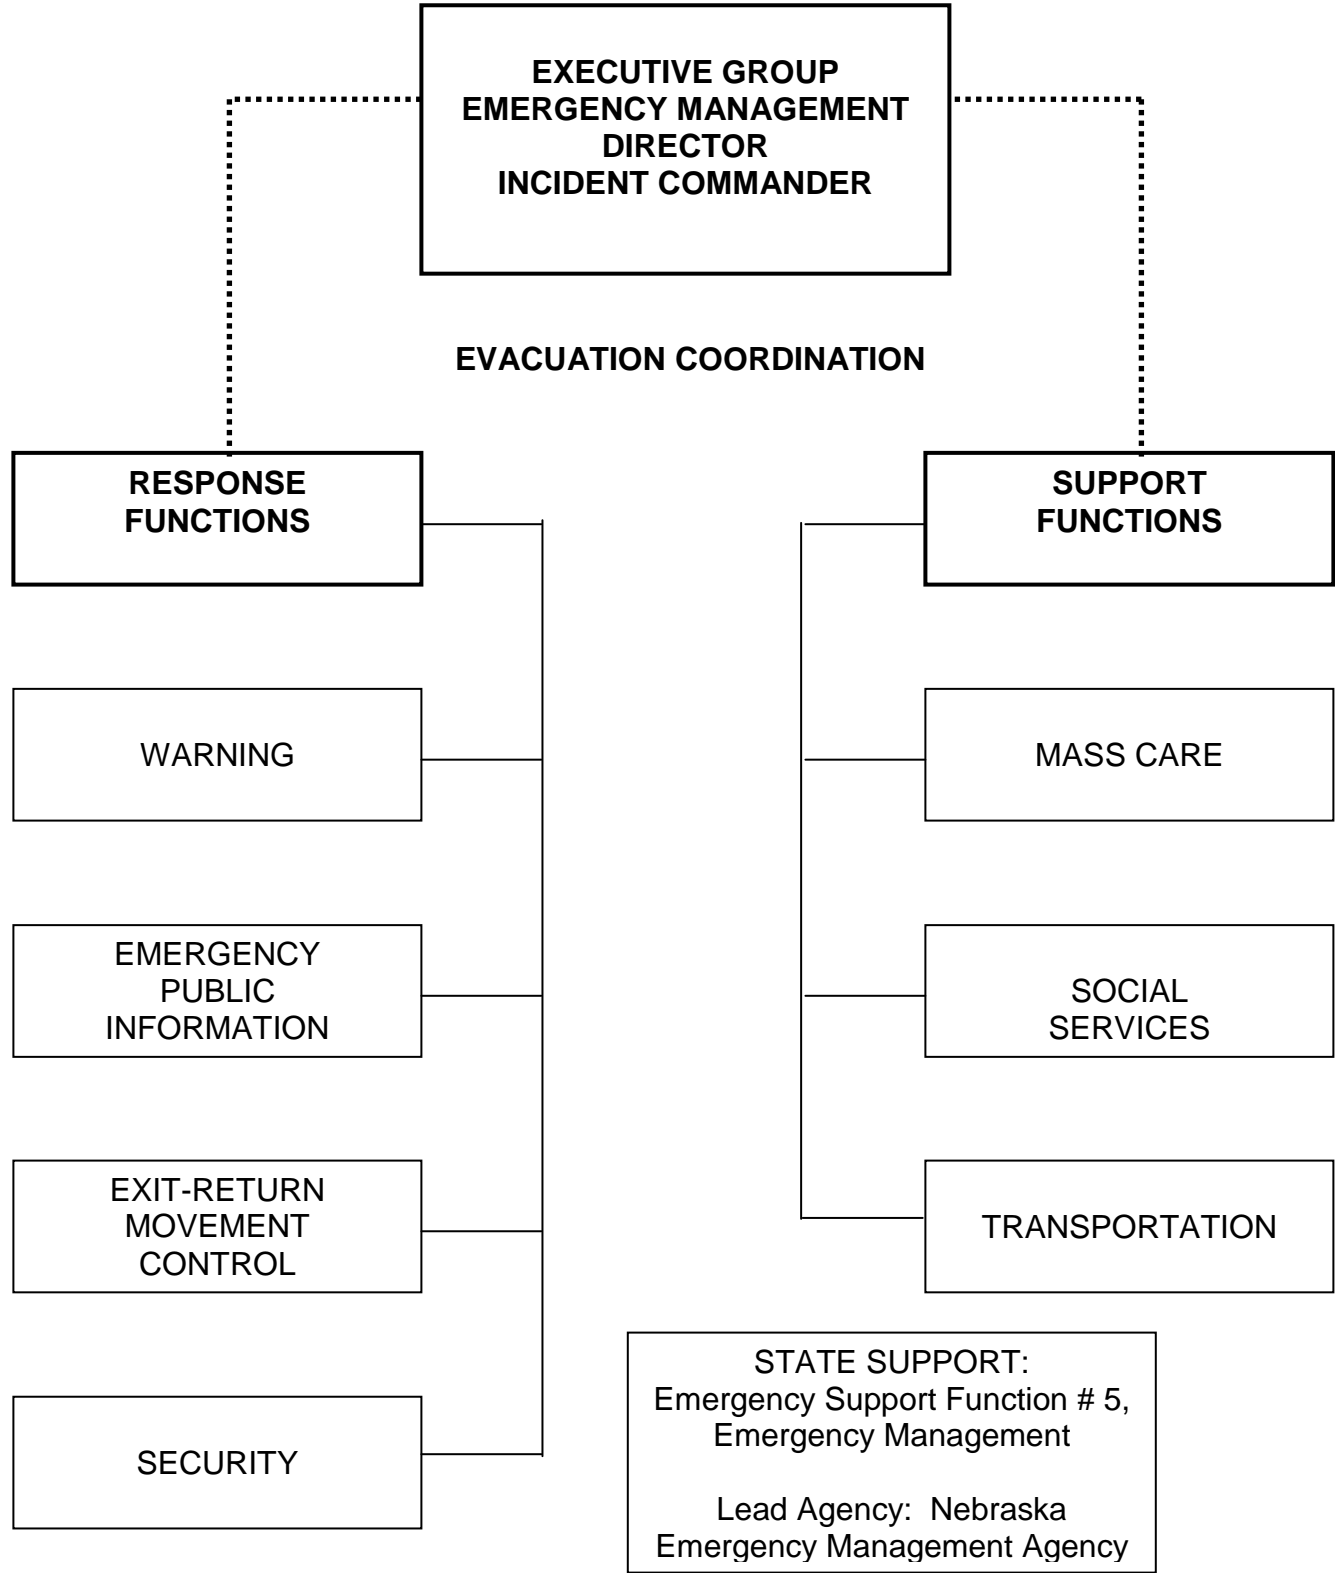 EXECUTIVE GROUP
EMERGENCY MANAGEMENT
DIRECTOR
INCIDENT COMMANDER
EVACUATION COORDINATION
RESPONSE
FUNCTIONS
SUPPORT
FUNCTIONS
WARNING
MASS CARE
EMERGENCY
PUBLIC
INFORMATION
SOCIAL
SERVICES
EXIT-RETURN
MOVEMENT
CONTROL
TRANSPORTATION
SECURITY
STATE SUPPORT:
Emergency Support Function # 5,
Emergency Management
Lead Agency:  Nebraska
Emergency Management Agency